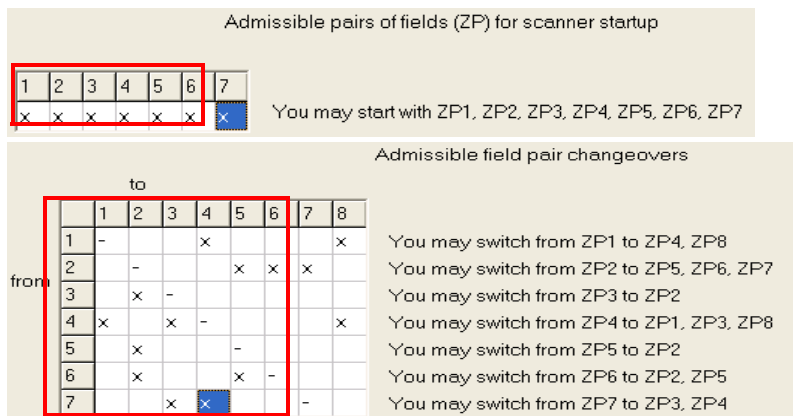 Admissible pairs of fields (ZP) for scanner startup
1 2 3 4 5 6 7
x x x x x x x You may start with ZP1, ZP2, ZP3, ZP4, ZP5, ZP6, ZP7
Admissible field pair changeovers
to
1 2 3 4 5 6 7 8
1 - x x You may switch from ZP1 to ZP4, ZP8
2 - x x x You may switch from ZP2 to ZP5, ZP6, ZP7
from
3 x - You may switch from ZP3 to ZP2
4 x x - x You may switch from ZP4 to ZP1, ZP3, ZP8
5 x - You may switch from ZP5 to ZP2
6 x x - You may switch from ZP6 to ZP2, ZP5
7 x x - You may switch from ZP7 to ZP3, ZP4